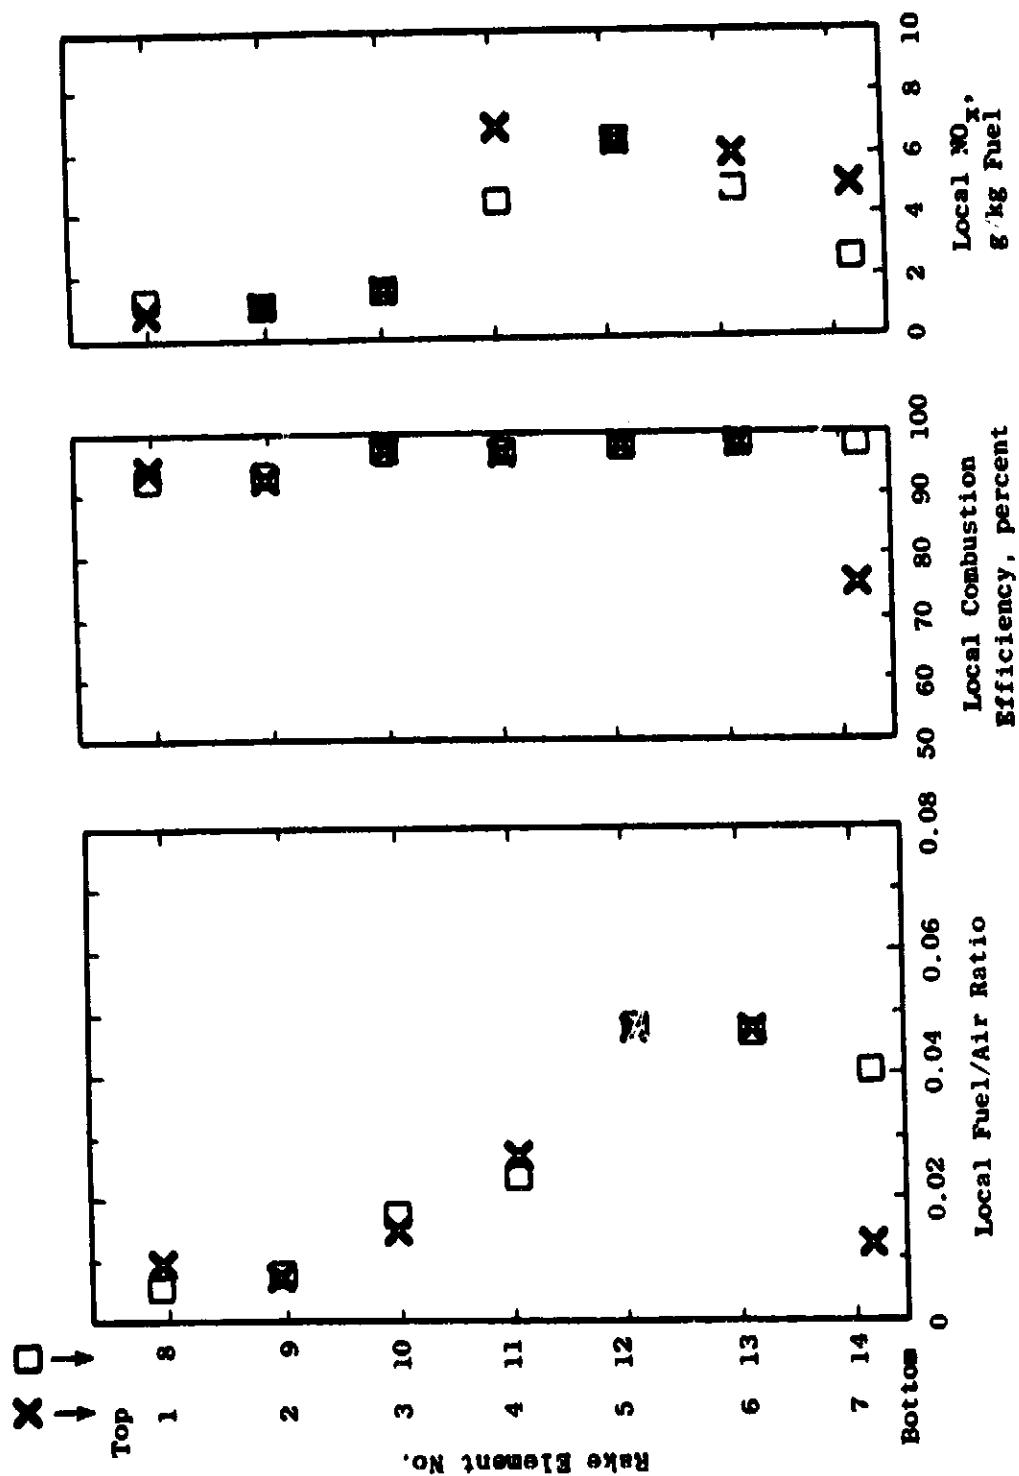 Top
1 8
2 9
3 10
4 11
5 12
6 13
7 14
Bottom
Rake Element No.
0 0.02 0.04 0.06 0.08
Local Fuel/Air Ratio
50 60 70 80 90 100
Local Combustion
Efficiency, percent
0 2 4 6 8 10
Local NOx,
g/kg Fuel